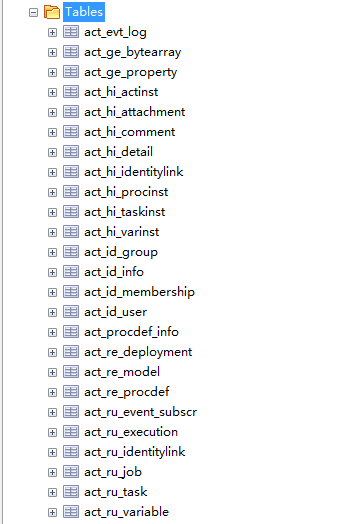 Tables
act_evt_log
act_ge_bytearray
act_ge_property
act_hi_actinst
act_hi_attachment
act_hi_comment
act_hi_detail
act_hi_identitylink
act_hi_procinst
act_hi_taskinst
act_hi_varinst
act_id_group
act_id_info
act_id_membership
act_id_user
act_procdef_info
act_re_deployment
act_re_model
act_re_procdef
act_ru_event_subscr
act_ru_execution
act_ru_identitylink
act_ru_job
act_ru_task
act_ru_variable